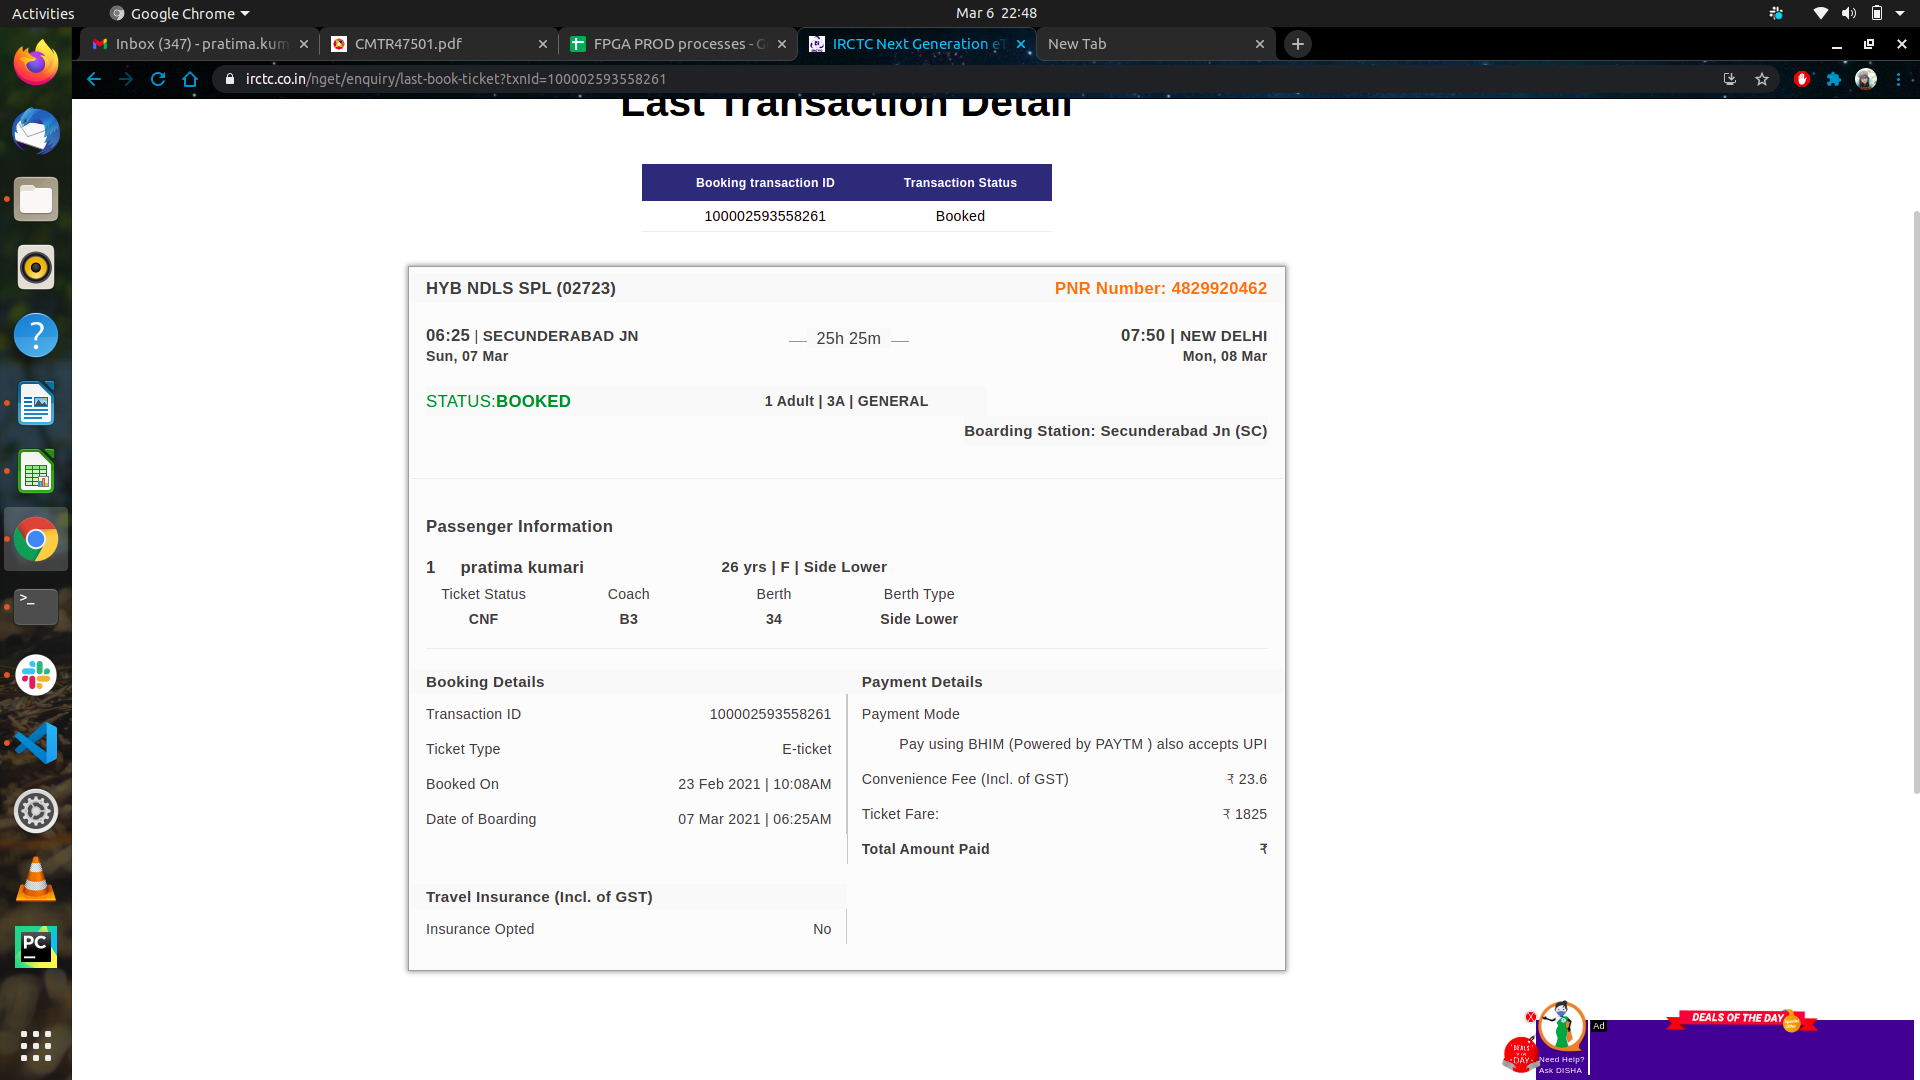 Activities Google Chrome Mar 6 22:48
Inbox (347) - pratima.kum CMTR47501.pdf FPGA PROD processes - G IRCTC Next Generation eT New Tab
irctc.co.in/nget/enquiry/last-book-ticket?txnId=100002593558261
Last Transaction Detail
Booking transaction ID Transaction Status
100002593558261 Booked
HYB NDLS SPL (02723) PNR Number: 4829920462
06:25 | SECUNDERABAD JN 25h 25m 07:50 | NEW DELHI
Sun, 07 Mar Mon, 08 Mar
STATUS:BOOKED 1 Adult | 3A | GENERAL
Boarding Station: Secunderabad Jn (SC)
Passenger Information
1 pratima kumari 26 yrs | F | Side Lower
Ticket Status Coach Berth Berth Type
CNF B3 34 Side Lower
Booking Details
Transaction ID 100002593558261
Ticket Type E-ticket
Booked On 23 Feb 2021 | 10:08AM
Date of Boarding 07 Mar 2021 | 06:25AM
Payment Details
Payment Mode
Pay using BHIM (Powered by PAYTM ) also accepts UPI
Convenience Fee (Incl. of GST) ₹ 23.6
Ticket Fare: ₹ 1825
Total Amount Paid ₹
Travel Insurance (Incl. of GST)
Insurance Opted No
DEALS OF THE DAY
Ad
DEALS
DAY
Need Help?
Ask DISHA
>_
PC